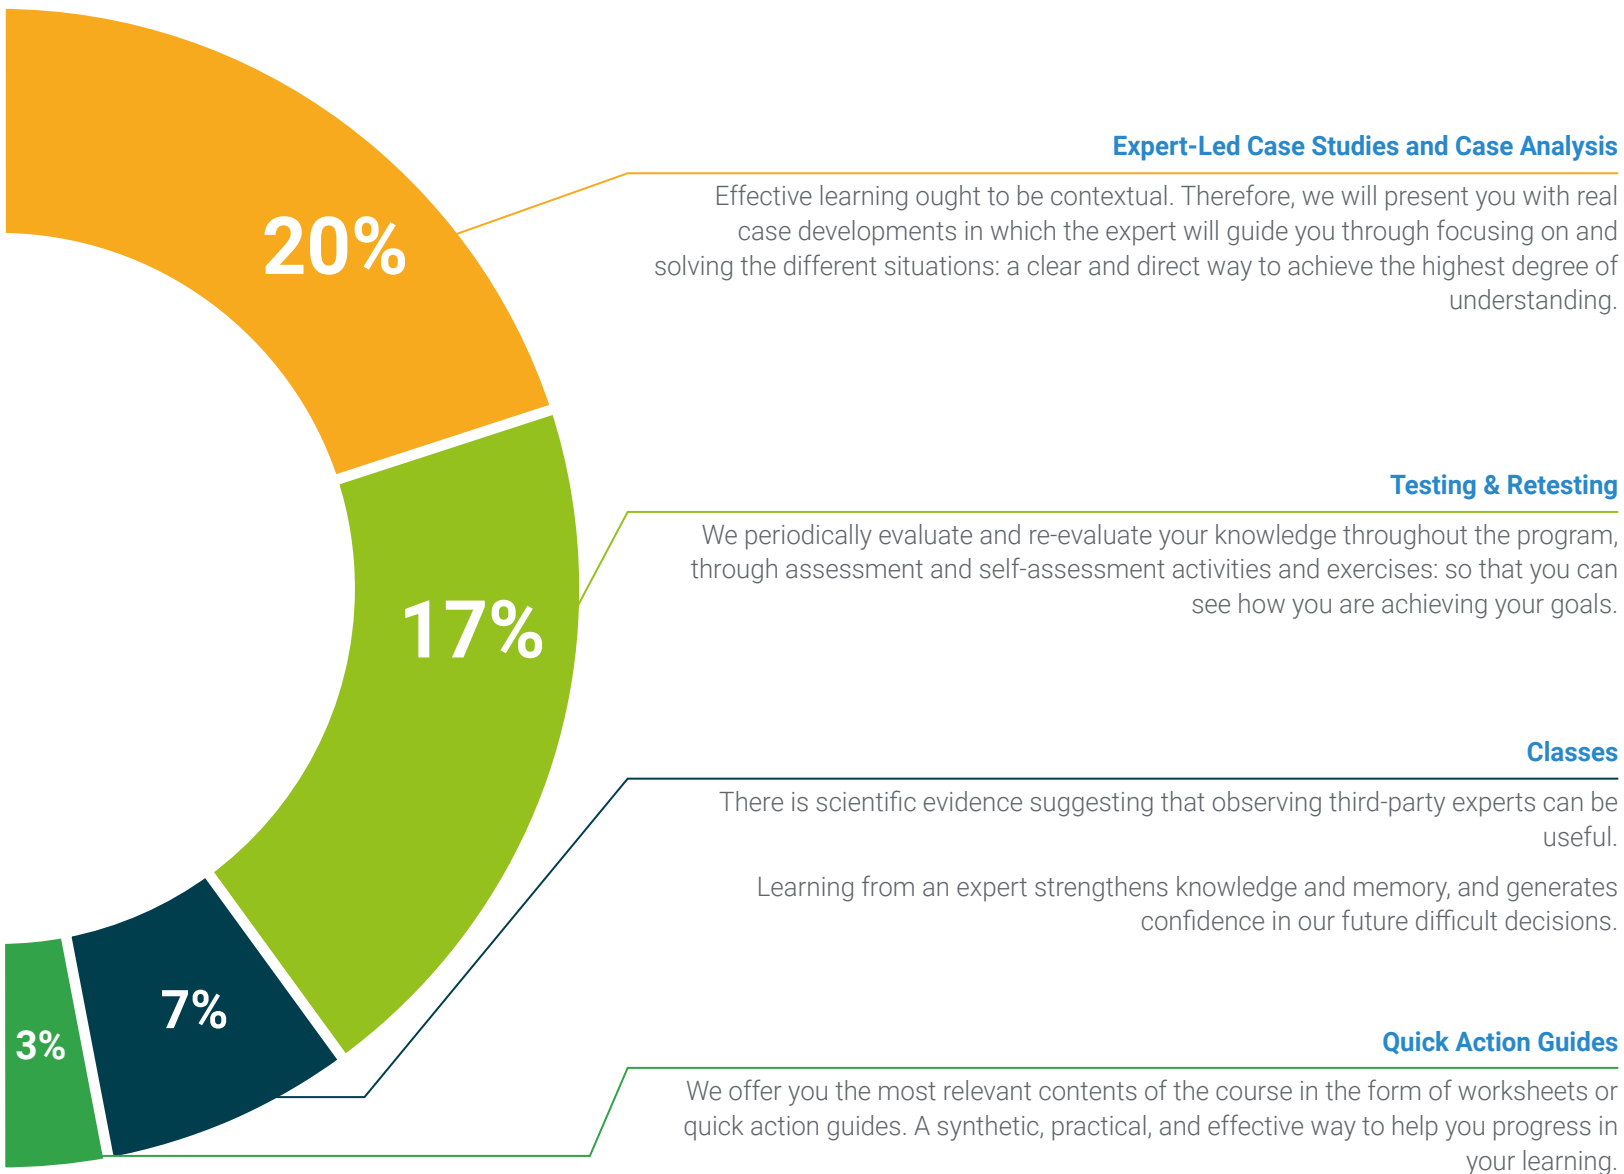 20%
Expert-Led Case Studies and Case Analysis
Effective learning ought to be contextual. Therefore, we will present you with real
case developments in which the expert will guide you through focusing on and
solving the different situations: a clear and direct way to achieve the highest degree of
understanding.
17%
Testing & Retesting
We periodically evaluate and re-evaluate your knowledge throughout the program,
through assessment and self-assessment activities and exercises: so that you can
see how you are achieving your goals.
7%
Classes
There is scientific evidence suggesting that observing third-party experts can be
useful.
Learning from an expert strengthens knowledge and memory, and generates
confidence in our future difficult decisions.
3%
Quick Action Guides
We offer you the most relevant contents of the course in the form of worksheets or
quick action guides. A synthetic, practical, and effective way to help you progress in
your learning.